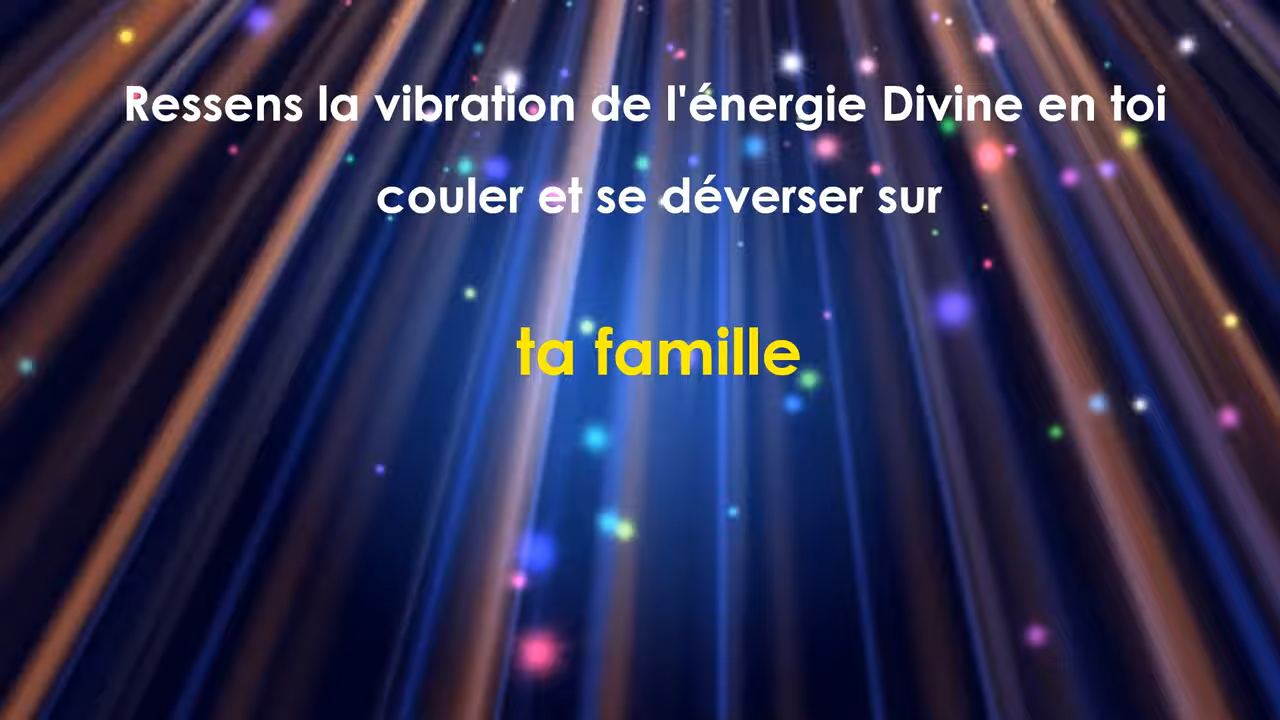 Ressens la vibration de l'énergie Divine en toi
couler et se déverser sur
ta famille